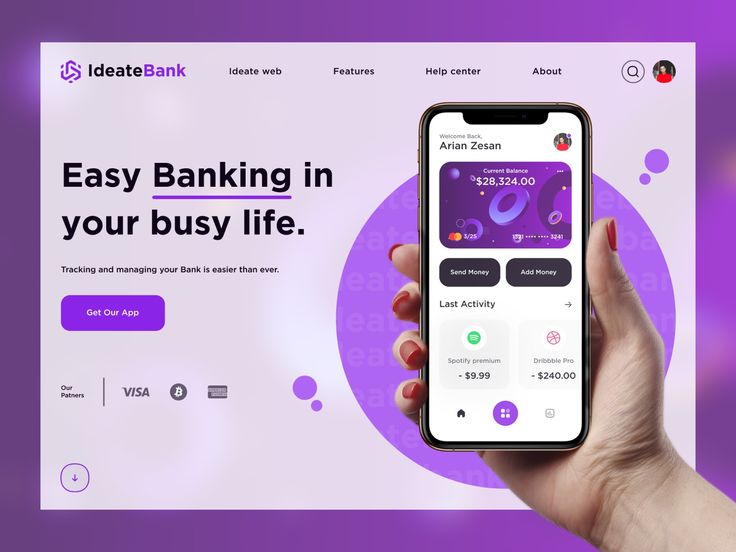 IdeateBank
Ideate web
Features
Help center
About
Easy Banking in
your busy life.
Tracking and managing your Bank is easier than ever.
Get Our App
Our
Patners
VISA
Welcome Back,
Arian Zesan
Current Balance
$28,324.00
3/25
3241
Send Money
Add Money
Last Activity
Spotify premium
- $9.99
Dribbble Pro
- $240.00